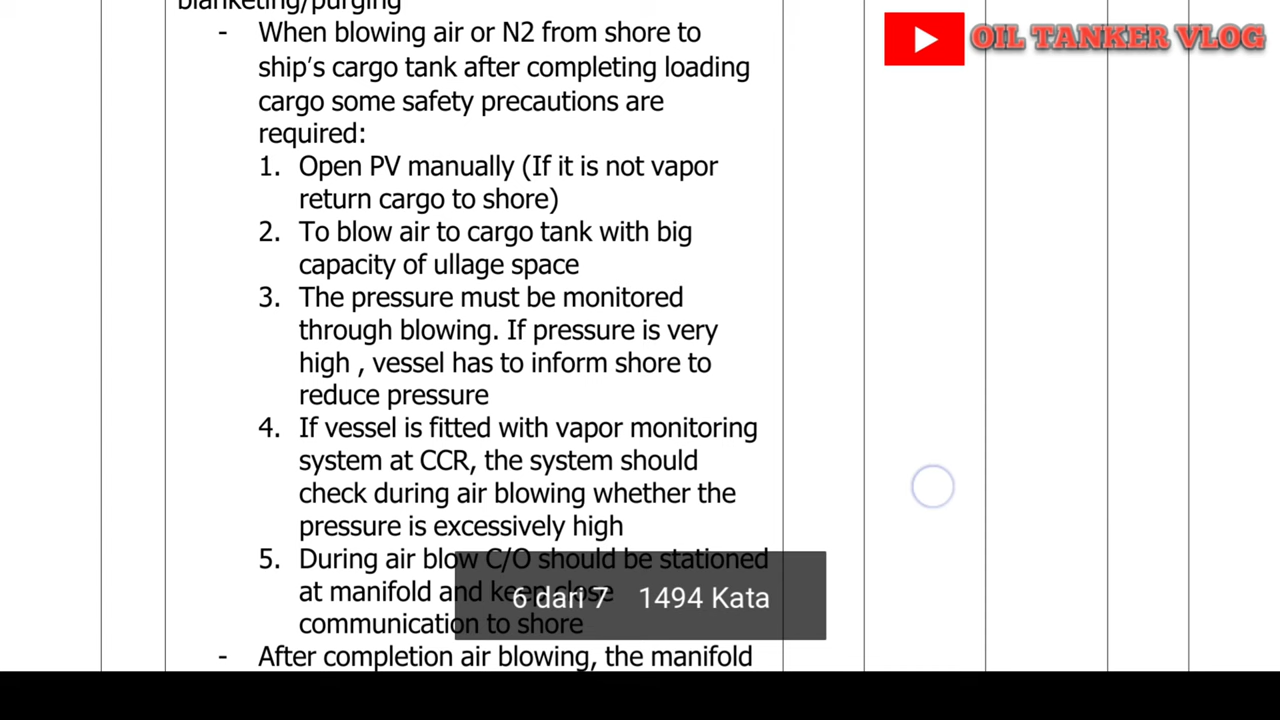 blanketing/purging
- When blowing air or N2 from shore to
ship's cargo tank after completing loading
cargo some safety precautions are
required:
1. Open PV manually (If it is not vapor
return cargo to shore)
2. To blow air to cargo tank with big
capacity of ullage space
3. The pressure must be monitored
through blowing. If pressure is very
high , vessel has to inform shore to
reduce pressure
4. If vessel is fitted with vapor monitoring
system at CCR, the system should
check during air blowing whether the
pressure is excessively high
5. During air blow C/O should be stationed
at manifold and keep close
communication to shore
- After completion air blowing, the manifold
6 dari 7 1494 Kata
OIL TANKER VLOG